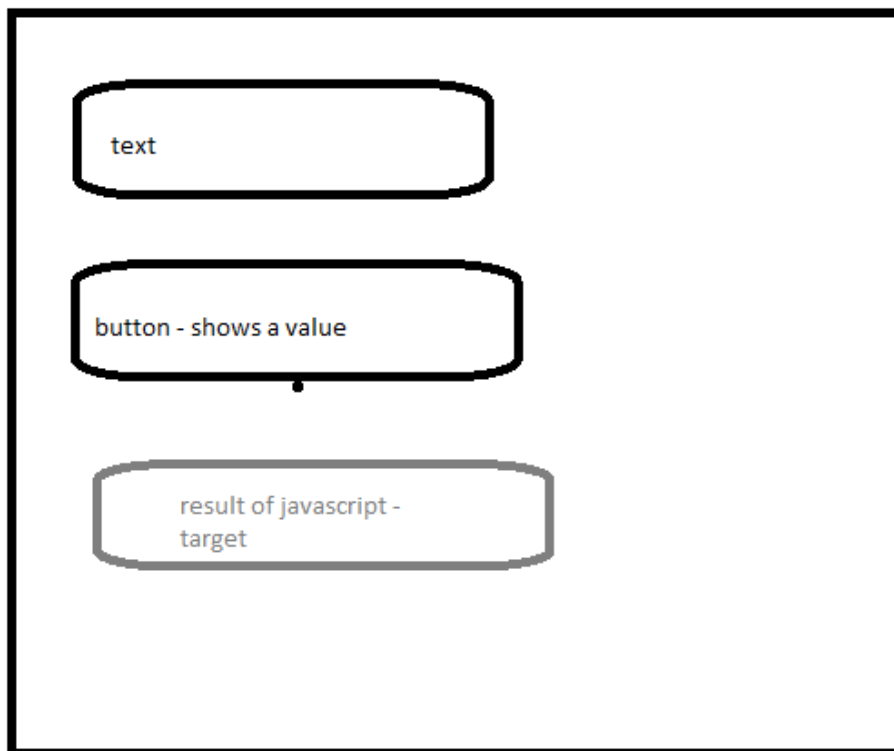 text
button - shows a value
result of javascript -
target